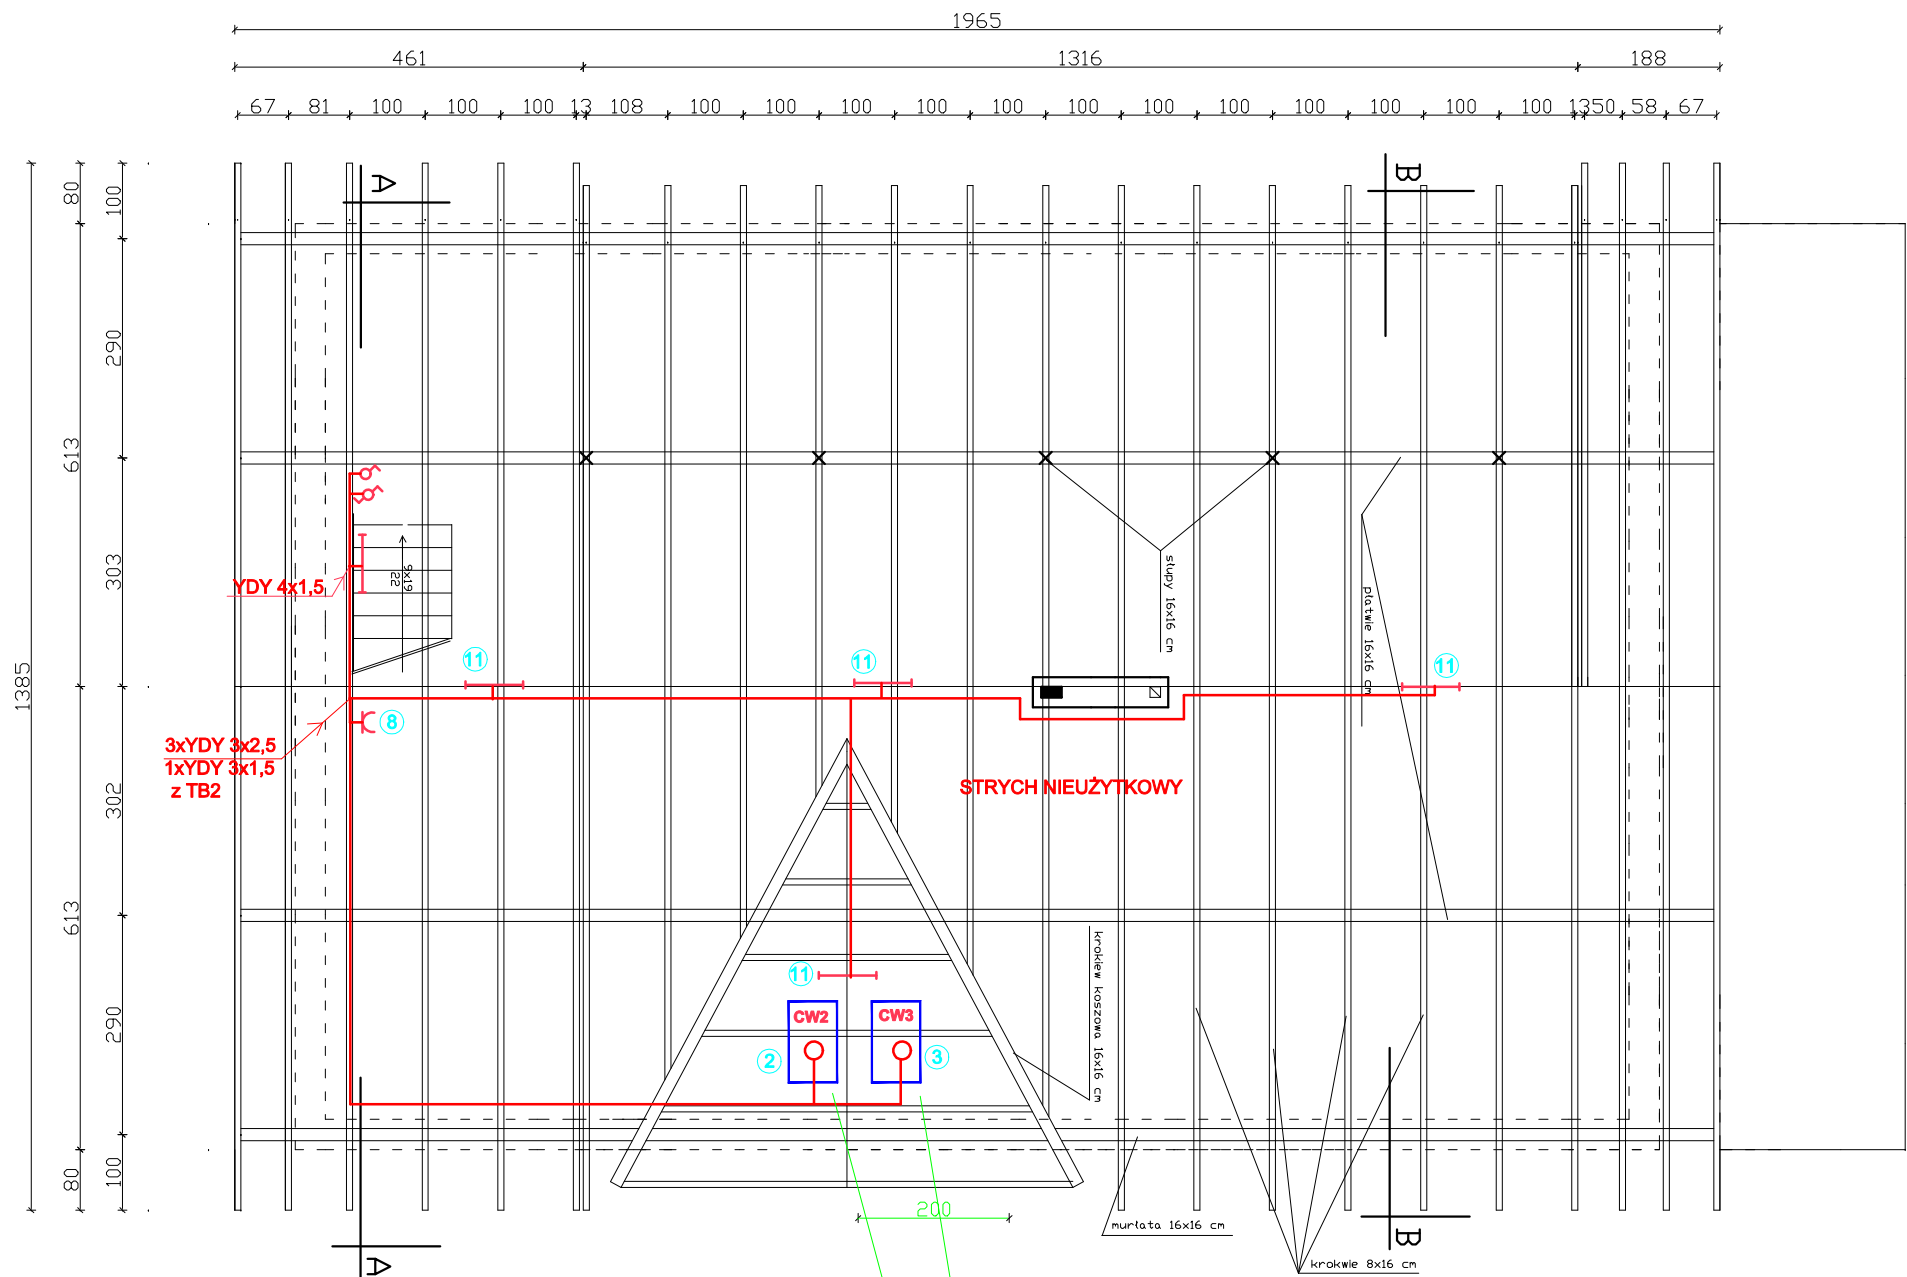 1965
461 1316 188
67 81 100 100 100 13 108 100 100 100 100 100 100 100 100 100 100 100 100 13 50 58 67
A B
80 100
290
613
303
1385
302
613
290
80 100
YDY 4x1,5
9x19
22
11 11 11
8
3xYDY 3x2,5
1xYDY 3x1,5
z TB2
STRYCH NIEUŻYTKOWY
słupy 16x16 cm
płatwie 16x16 cm
krokiew koszowa 16x16 cm
11
CW2 CW3
2 3
200
murłata 16x16 cm
krokwie 8x16 cm
A B